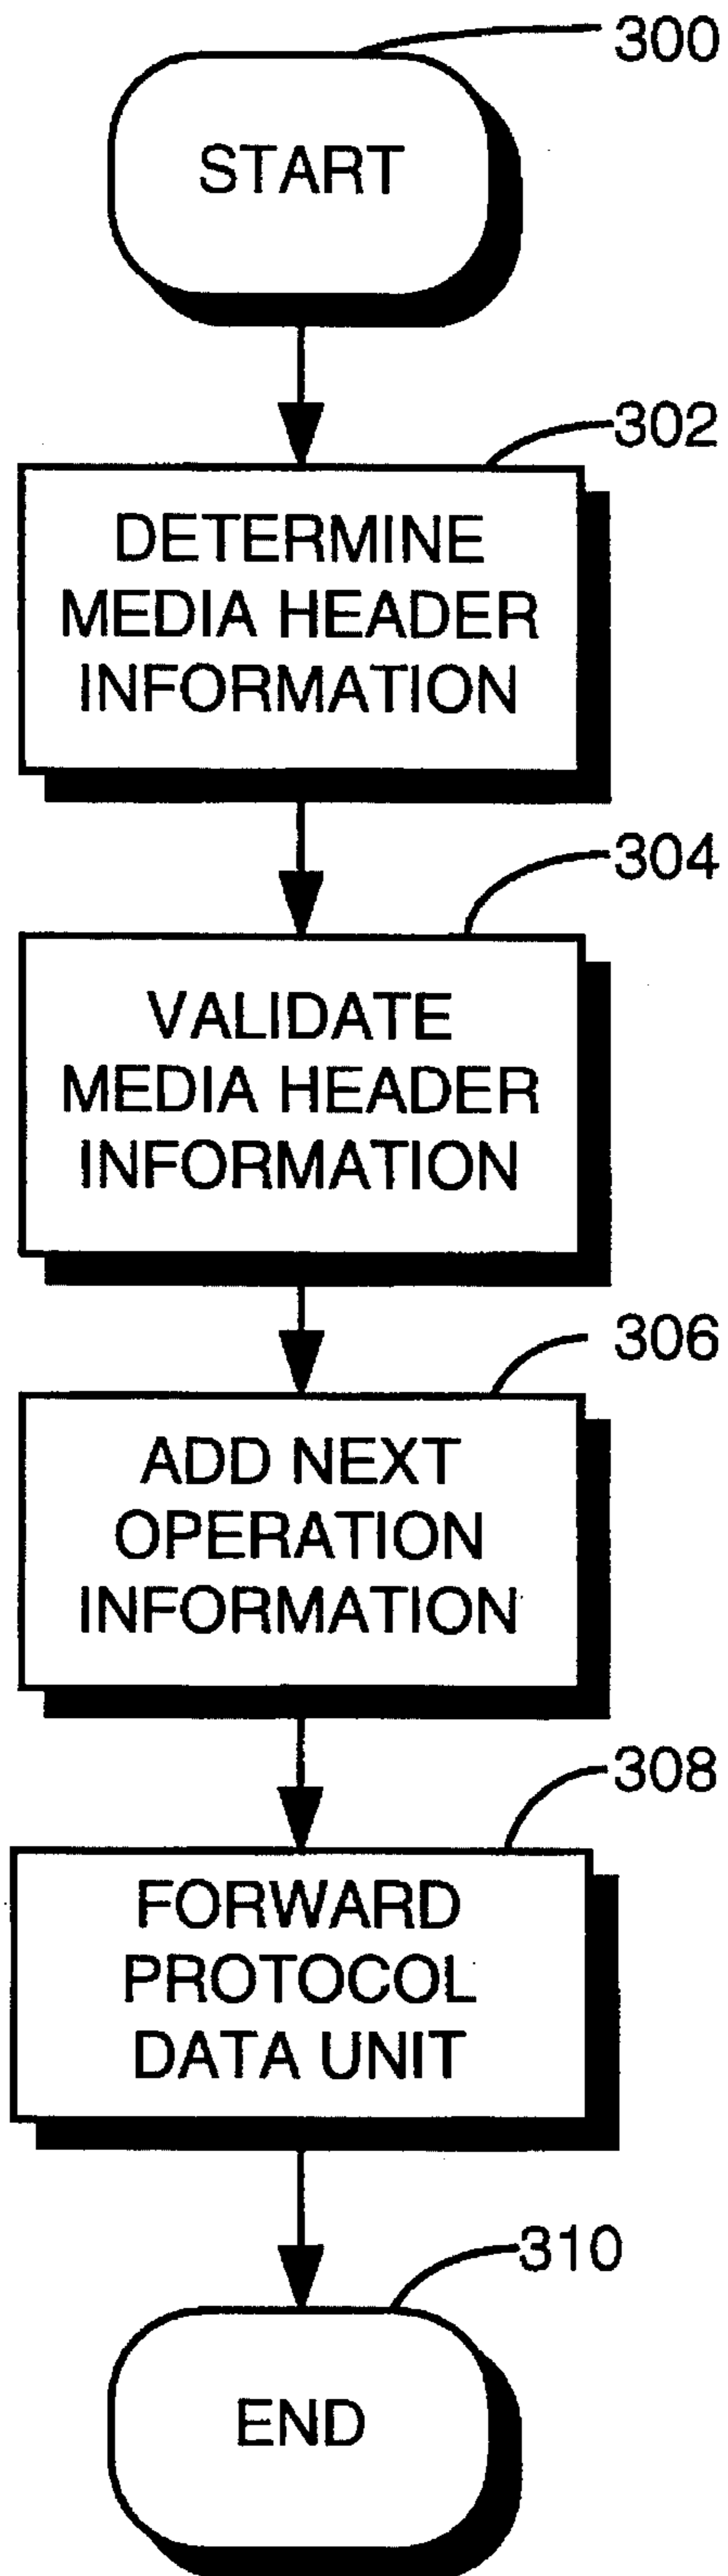 300
START
302
DETERMINE
MEDIA HEADER
INFORMATION
304
VALIDATE
MEDIA HEADER
INFORMATION
306
ADD NEXT
OPERATION
INFORMATION
308
FORWARD
PROTOCOL
DATA UNIT
310
END